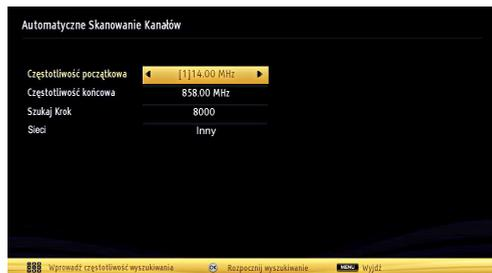 Automatyczne Skanowanie Kanałów
Częstotliwość początkowa [1]14.00 MHz
Częstotliwość końcowa 858.00 MHz
Szukaj Krok 8000
Sieci Inny
Wprowadź częstotliwość wyszukiwania OK Rozpocznij wyszukiwanie MENU Wyjdź